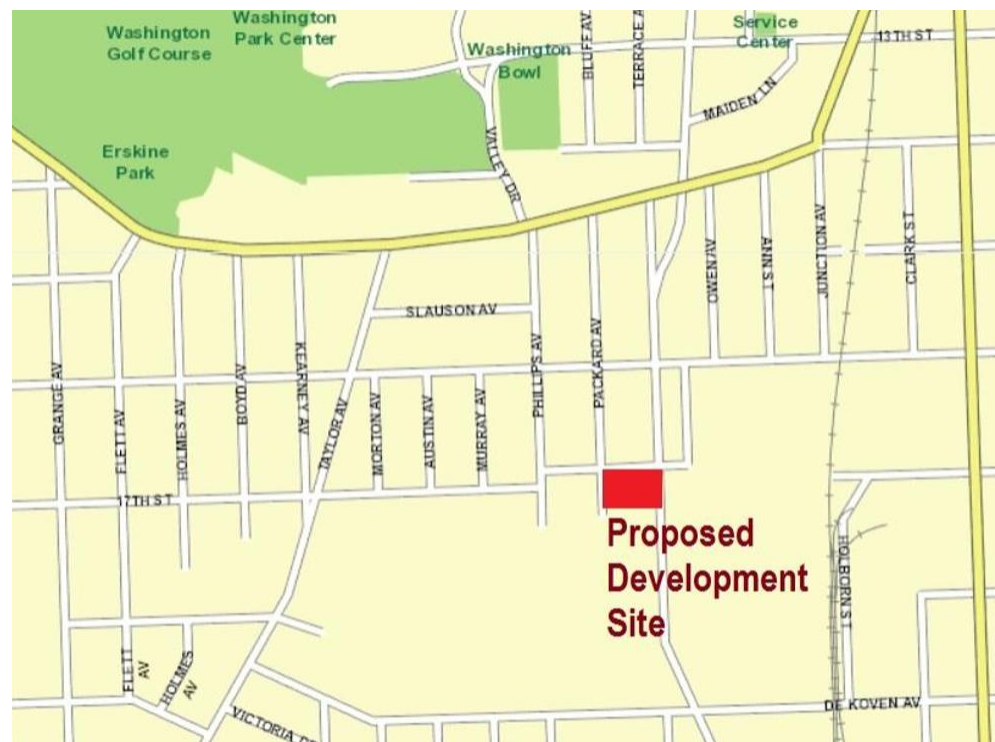 Washington
Park Center
Washington
Golf Course
Service
Center
Washington
Bowl
BLUFF AV
TERRACE A
13TH ST
MAIDEN LN
Erskine
Park
VALLEY DR
OWEN AV
ANN ST
JUNCTION AV
CLARK ST
SLAUSON AV
GRANGE AV
FLETT AV
HOLMES AV
BOYD AV
KEARNEY AV
TAYLOR AV
MORTON AV
AUSTIN AV
MURRAY AV
PHILLIPS AV
PACKARD AV
17TH ST
Proposed
Development
Site
HOLBORN ST
FLETT
AV
HOLMES
AV
VICTORIA
DE KOVEN AV